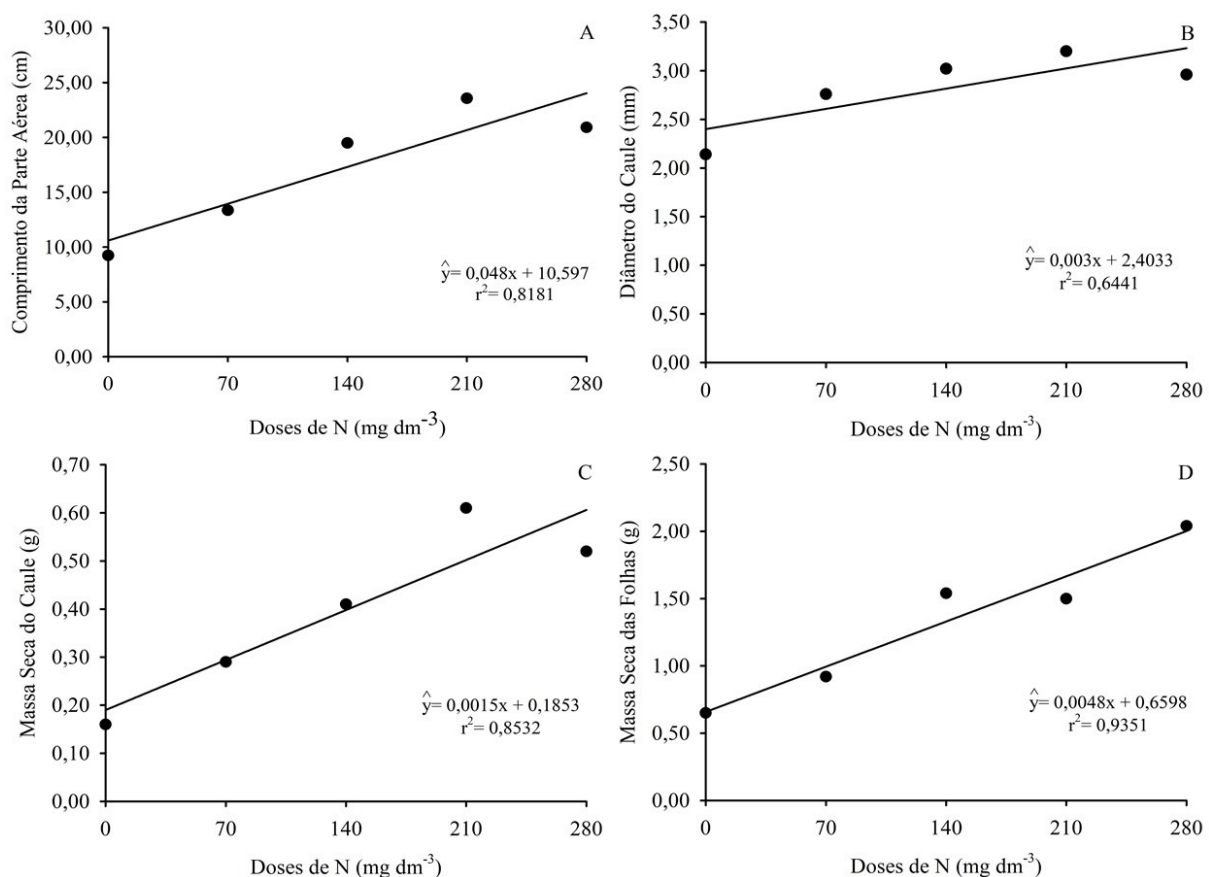 A
Comprimento da Parte Aérea (cm)
30,00
25,00
20,00
15,00
10,00
5,00
0,00
ŷ= 0,048x + 10,597
r²= 0,8181
0 70 140 210 280
Doses de N (mg dm⁻³)
B
Diâmetro do Caule (mm)
3,50
3,00
2,50
2,00
1,50
1,00
0,50
0,00
ŷ= 0,003x + 2,4033
r²= 0,6441
0 70 140 210 280
Doses de N (mg dm⁻³)
C
Massa Seca do Caule (g)
0,70
0,60
0,50
0,40
0,30
0,20
0,10
0,00
ŷ= 0,0015x + 0,1853
r²= 0,8532
0 70 140 210 280
Doses de N (mg dm⁻³)
D
Massa Seca das Folhas (g)
2,50
2,00
1,50
1,00
0,50
0,00
ŷ= 0,0048x + 0,6598
r²= 0,9351
0 70 140 210 280
Doses de N (mg dm⁻³)